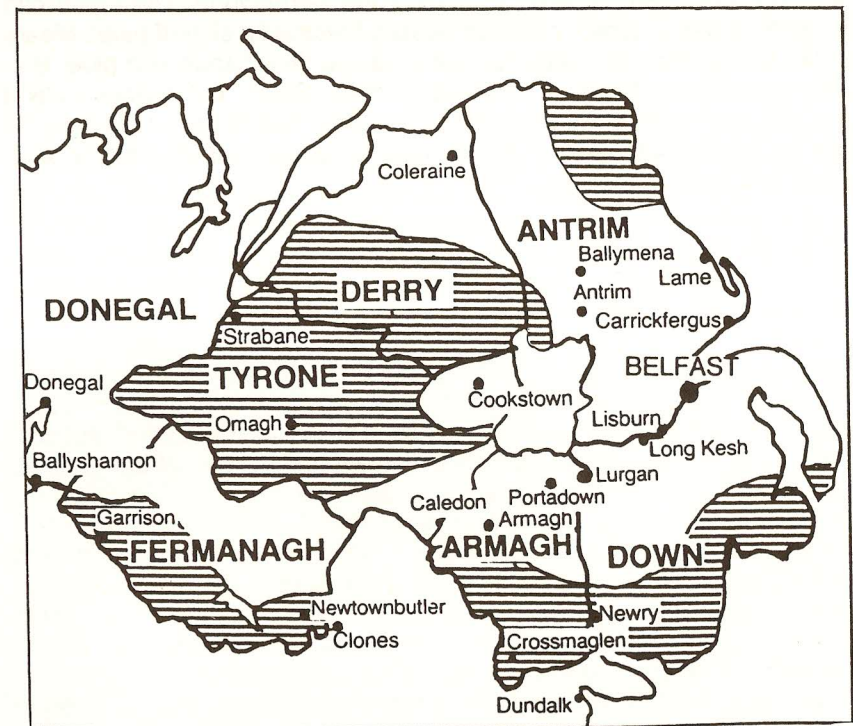 Coleraine
ANTRIM
Ballymena
Lame
Antrim
DERRY
DONEGAL
Carrickfergus
Strabane
BELFAST
TYRONE
Donegal
Cookstown
Omagh
Lisburn
Long Kesh
Ballyshannon
Lurgan
Caledon
Portadown
Garrison
Armagh
FERMANAGH
ARMAGH
DOWN
Newtownbutler
Newry
Clones
Crossmaglen
Dundalk